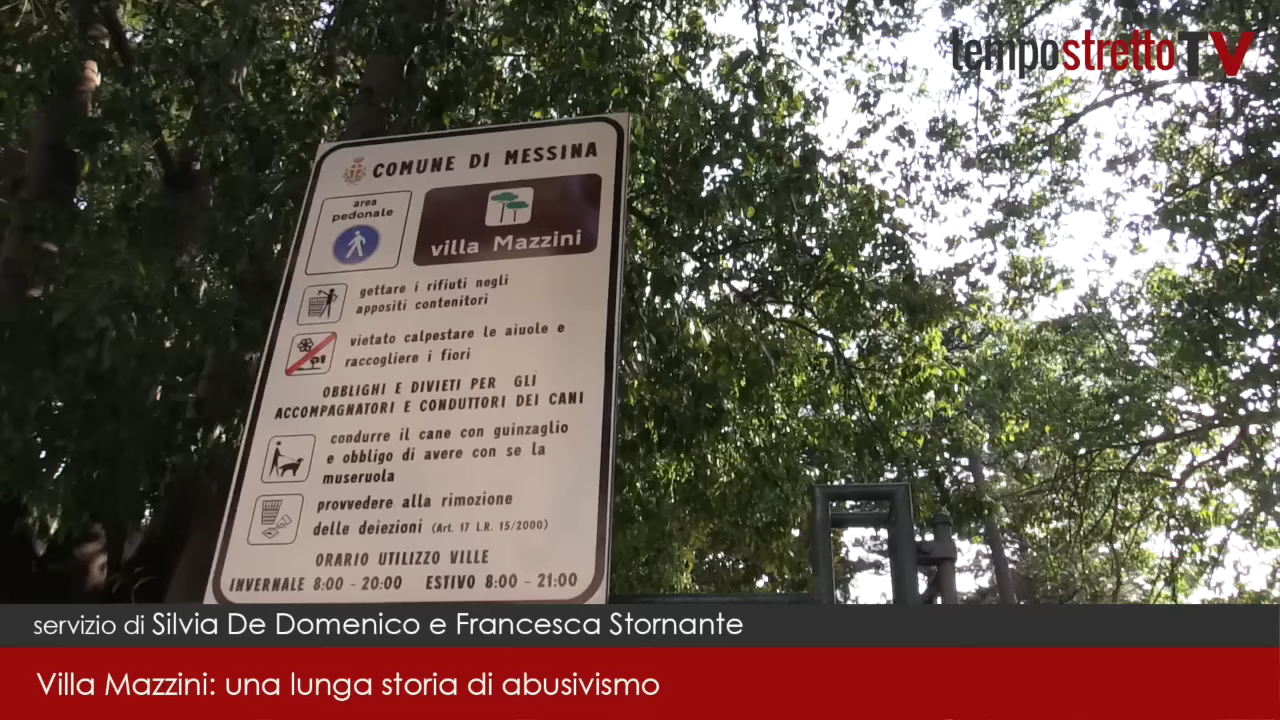 tempostrettoTV
COMUNE DI MESSINA
area
pedonale
villa Mazzini
gettare i rifiuti negli
appositi contenitori
vietato calpestare le aiuole e
raccogliere i fiori
OBBLIGHI E DIVIETI PER GLI
ACCOMPAGNATORI E CONDUTTORI DEI CANI
condurre il cane con guinzaglio
e obbligo di avere con se la
museruola
provvedere alla rimozione
delle deiezioni (Art. 17 L.R. 15/2000)
ORARIO UTILIZZO VILLE
INVERNALE 8:00 - 20:00 ESTIVO 8:00 - 21:00
servizio di Silvia De Domenico e Francesca Stornante
Villa Mazzini: una lunga storia di abusivismo